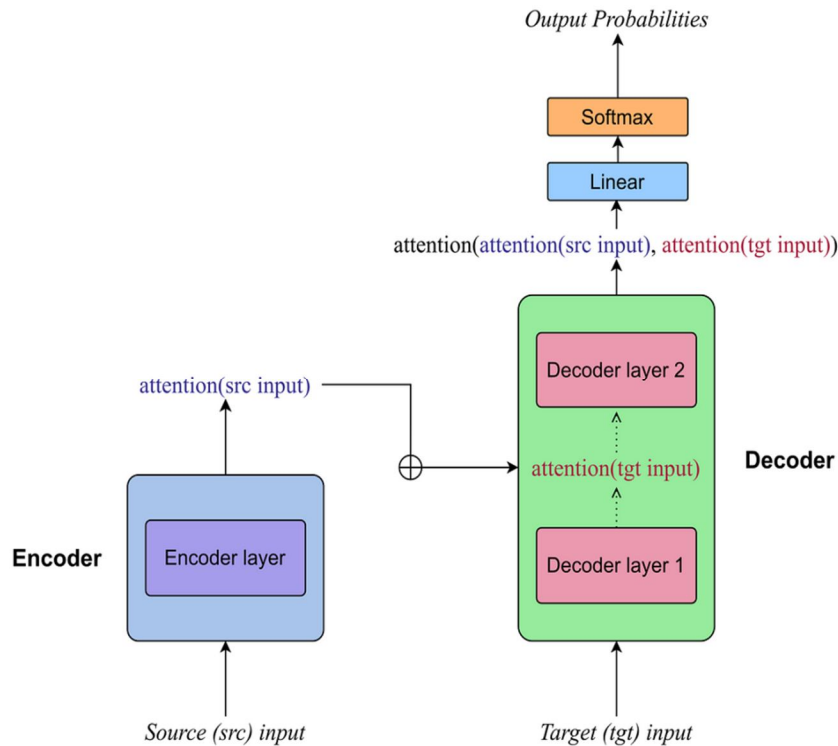 Output Probabilities
Softmax
Linear
attention(attention(src input), attention(tgt input))
Decoder layer 2
attention(src input)
attention(tgt input)
Decoder
Encoder
Encoder layer
Decoder layer 1
Source (src) input
Target (tgt) input